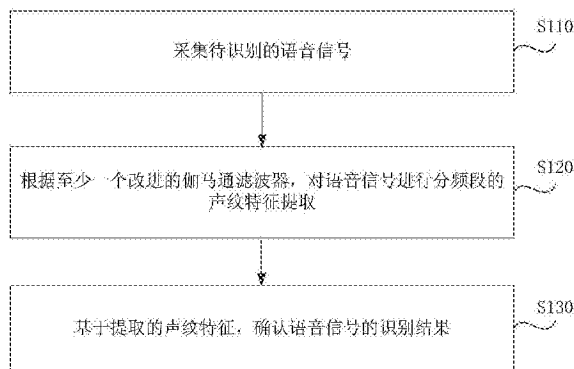 S110
采集待识别的语音信号
S120
根据至少一个改进的伽马通滤波器，对语音信号进行分频段的
声纹特征提取
S130
基于提取的声纹特征，确认语音信号的识别结果